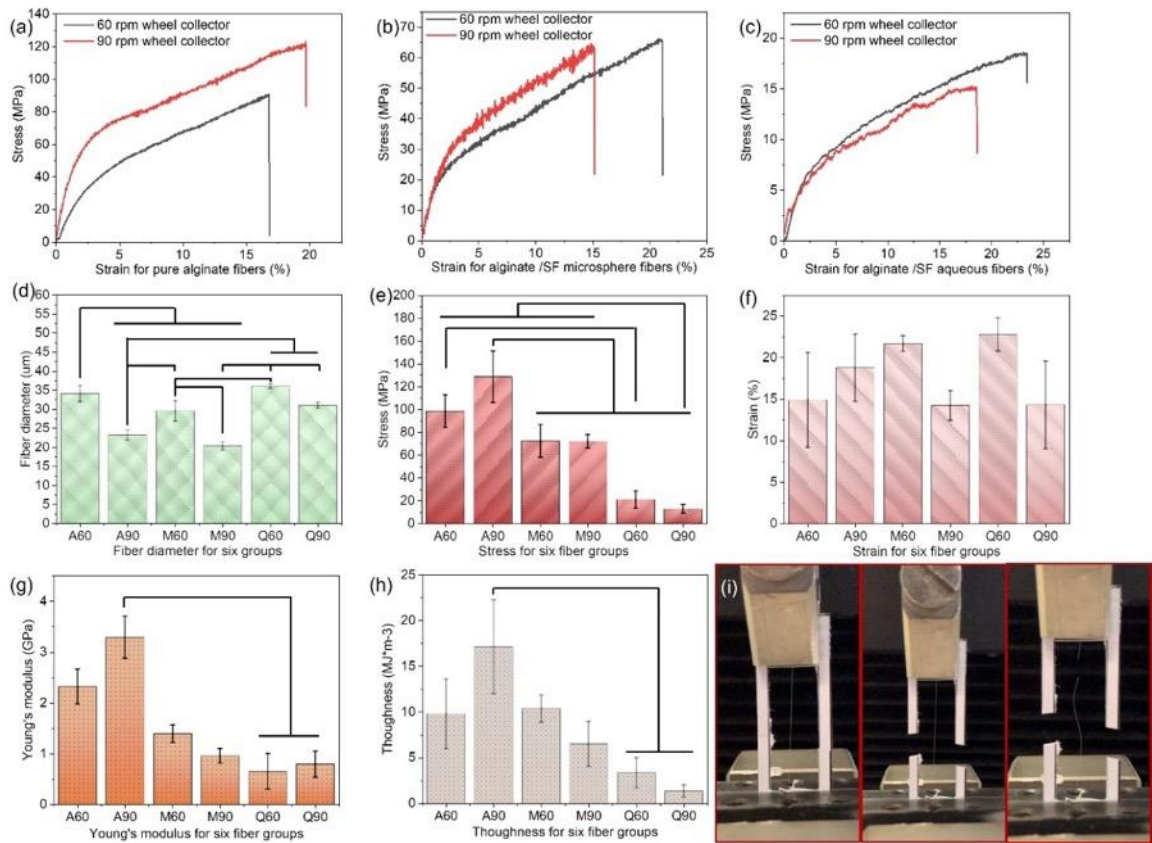 (a)
60 rpm wheel collector
90 rpm wheel collector
140
120
100
80
60
40
20
0
Stress (MPa)
0 5 10 15 20
Strain for pure alginate fibers (%)
(b)
60 rpm wheel collector
90 rpm wheel collector
60
50
40
30
20
10
0
Stress (MPa)
0 5 10 15 20 25
Strain for alginate /SF microsphere fibers (%)
(c)
60 rpm wheel collector
90 rpm wheel collector
20
15
10
5
0
Stress (MPa)
0 5 10 15 20 25
Strain for alginate /SF aqueous fibers (%)
(d)
60
55
50
45
40
35
30
25
20
15
10
5
0
Fiber diameter (um)
A60 A90 M60 M90 Q60 Q90
Fiber diameter for six groups
(e)
200
180
160
140
120
100
80
60
40
20
0
Stress (MPa)
A60 A90 M60 M90 Q60 Q90
Stress for six fiber groups
(f)
25
20
15
10
5
0
Strain (%)
A60 A90 M60 M90 Q60 Q90
Strain for six fiber groups
(g)
4
3
2
1
0
Young's modulus (GPa)
A60 A90 M60 M90 Q60 Q90
Young's modulus for six fiber groups
(h)
25
20
15
10
5
0
Thoughness (MJ*m-3)
A60 A90 M60 M90 Q60 Q90
Thoughness for six fiber groups
(i)